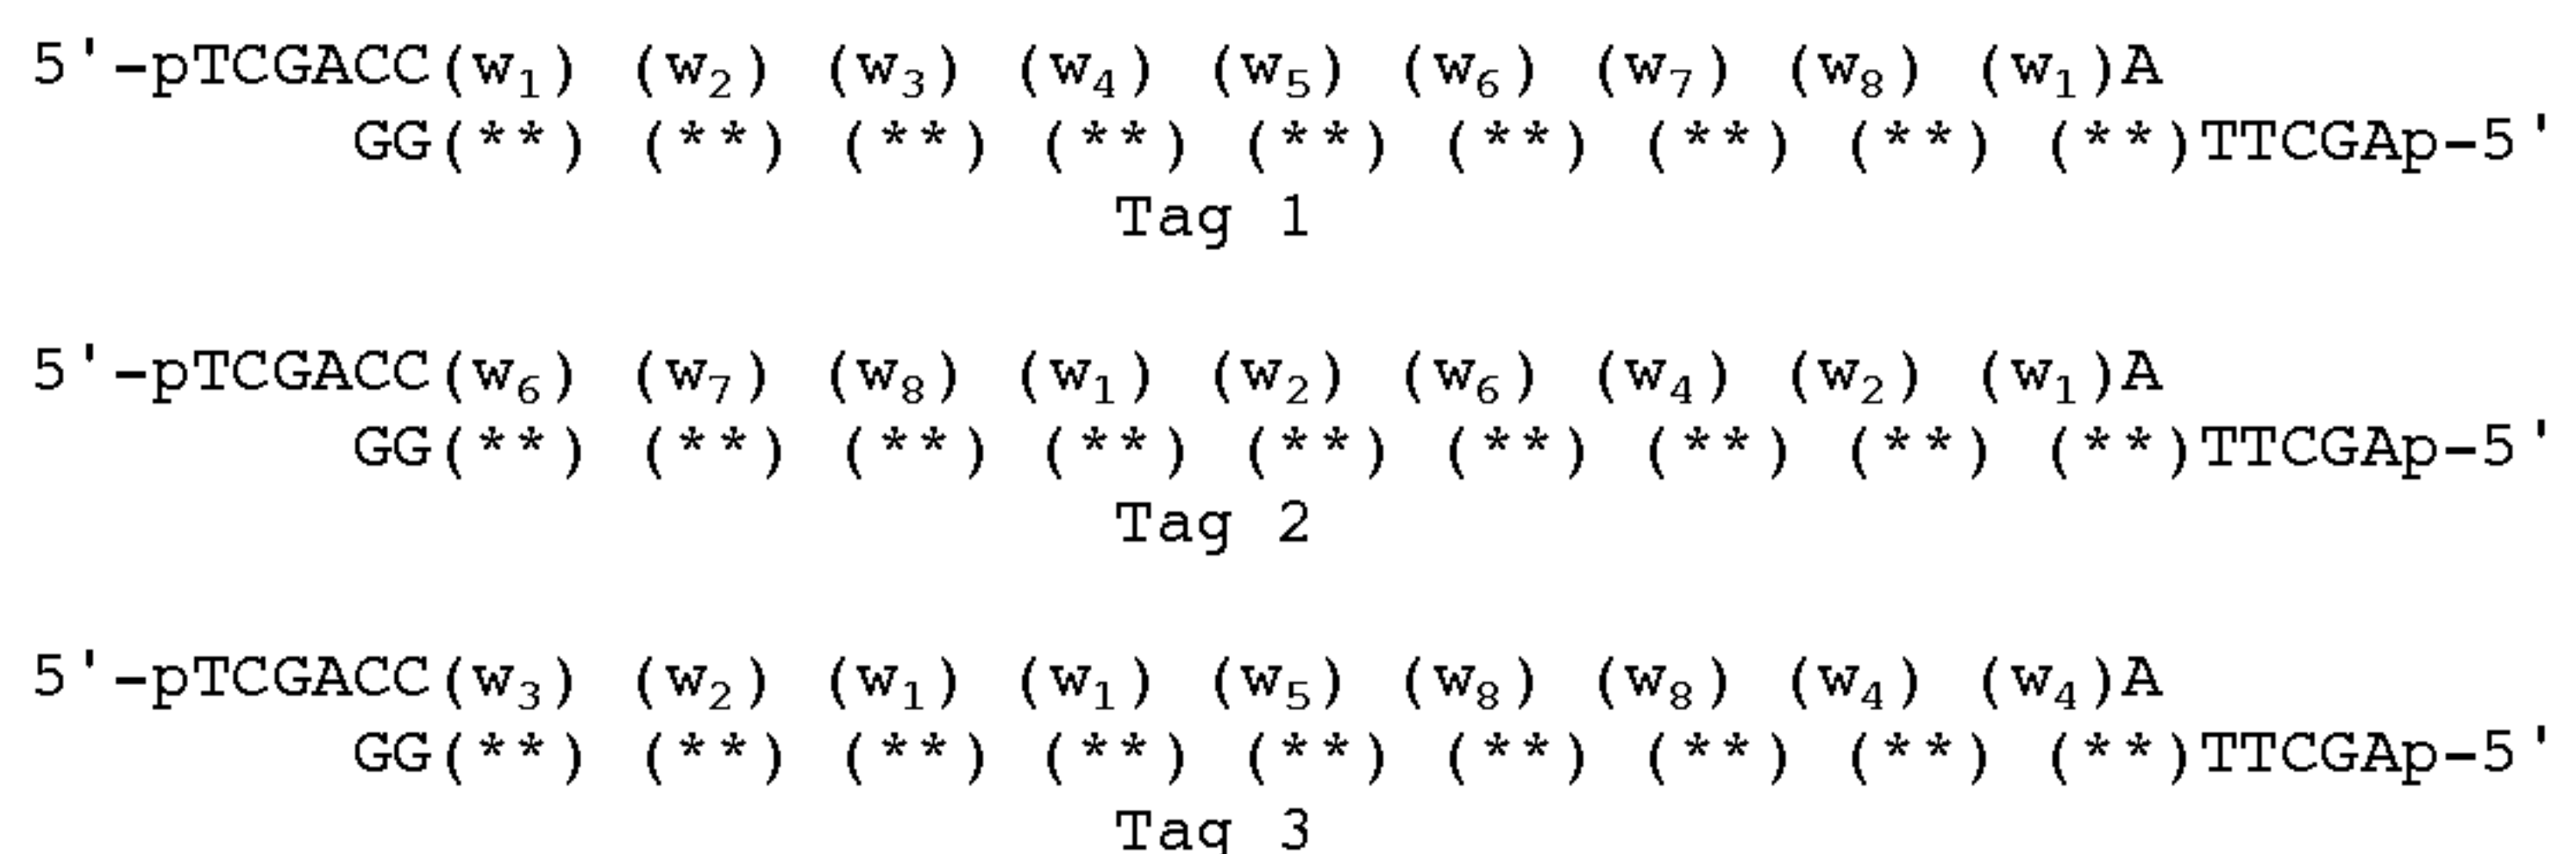 5'-pTCGACC(w₁) (w₂) (w₃) (w₄) (w₅) (w₆) (w₇) (w₈) (w₁)A
GG(**) (**) (**) (**) (**) (**) (**) (**) (**)TTCGAp-5'
Tag 1
5'-pTCGACC(w₆) (w₇) (w₈) (w₁) (w₂) (w₆) (w₄) (w₂) (w₁)A
GG(**) (**) (**) (**) (**) (**) (**) (**) (**)TTCGAp-5'
Tag 2
5'-pTCGACC(w₃) (w₂) (w₁) (w₁) (w₅) (w₈) (w₈) (w₄) (w₄)A
GG(**) (**) (**) (**) (**) (**) (**) (**) (**)TTCGAp-5'
Tag 3